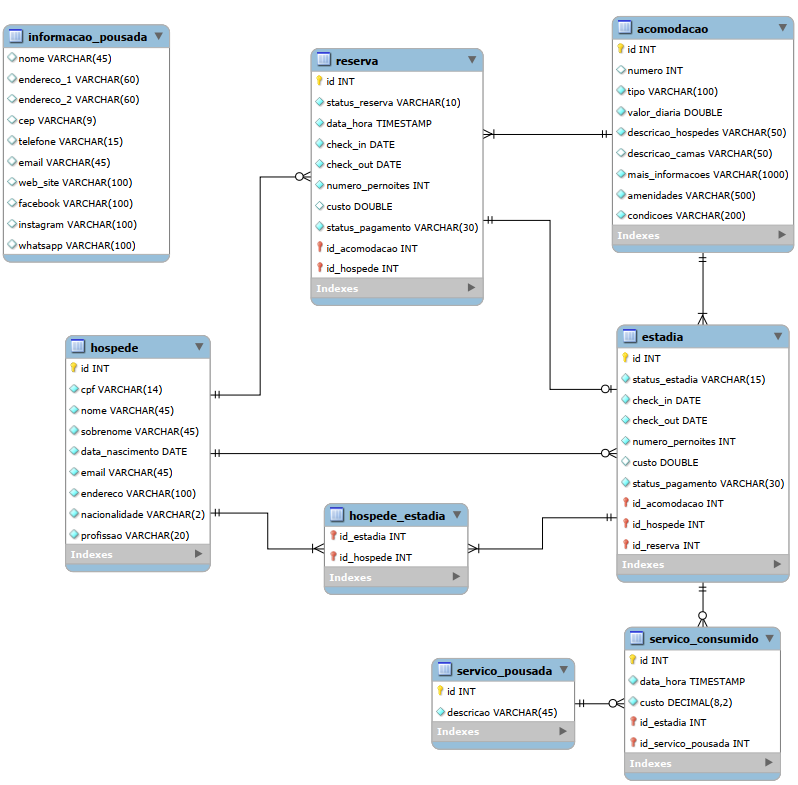 informacao_pousada
nome VARCHAR(45)
endereco_1 VARCHAR(60)
endereco_2 VARCHAR(60)
cep VARCHAR(9)
telefone VARCHAR(15)
email VARCHAR(45)
web_site VARCHAR(100)
facebook VARCHAR(100)
instagram VARCHAR(100)
whatsapp VARCHAR(100)
reserva
id INT
status_reserva VARCHAR(10)
data_hora TIMESTAMP
check_in DATE
check_out DATE
numero_pernoites INT
custo DOUBLE
status_pagamento VARCHAR(30)
id_acomodacao INT
id_hospede INT
Indexes
acomodacao
id INT
numero INT
tipo VARCHAR(100)
valor_diaria DOUBLE
descricao_hospedes VARCHAR(50)
descricao_camas VARCHAR(50)
mais_informacoes VARCHAR(1000)
amenidades VARCHAR(500)
condicoes VARCHAR(200)
Indexes
hospede
id INT
cpf VARCHAR(14)
nome VARCHAR(45)
sobrenome VARCHAR(45)
data_nascimento DATE
email VARCHAR(45)
endereco VARCHAR(100)
nacionalidade VARCHAR(2)
profissao VARCHAR(20)
Indexes
estadia
id INT
status_estadia VARCHAR(15)
check_in DATE
check_out DATE
numero_pernoites INT
custo DOUBLE
status_pagamento VARCHAR(30)
id_acomodacao INT
id_hospede INT
id_reserva INT
Indexes
hospede_estadia
id_estadia INT
id_hospede INT
Indexes
servico_pousada
id INT
descricao VARCHAR(45)
Indexes
servico_consumido
id INT
data_hora TIMESTAMP
custo DECIMAL(8,2)
id_estadia INT
id_servico_pousada INT
Indexes